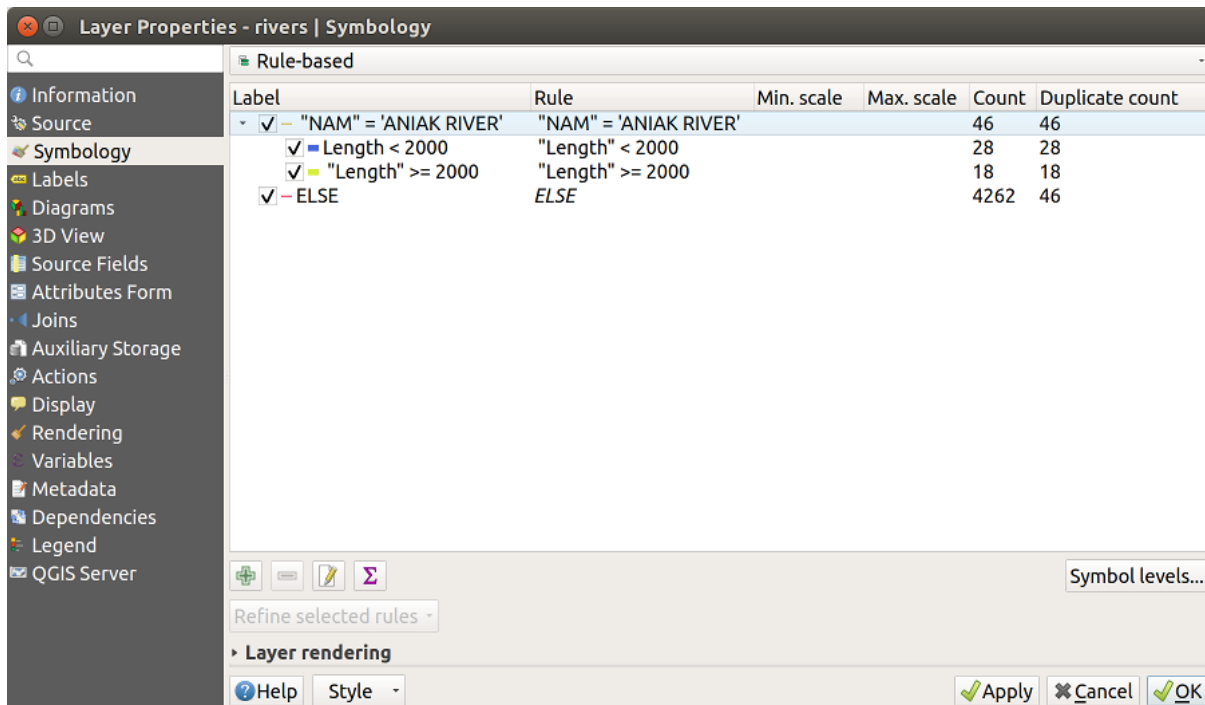 Layer Properties - rivers | Symbology
Rule-based
Information
Source
Symbology
Labels
Diagrams
3D View
Source Fields
Attributes Form
Joins
Auxiliary Storage
Actions
Display
Rendering
Variables
Metadata
Dependencies
Legend
QGIS Server
Label Rule Min. scale Max. scale Count Duplicate count
"NAM" = 'ANIAK RIVER' "NAM" = 'ANIAK RIVER' 46 46
Length < 2000 "Length" < 2000 28 28
"Length" >= 2000 "Length" >= 2000 18 18
ELSE ELSE 4262 46
Symbol levels...
Refine selected rules
Layer rendering
Help Style Apply Cancel OK